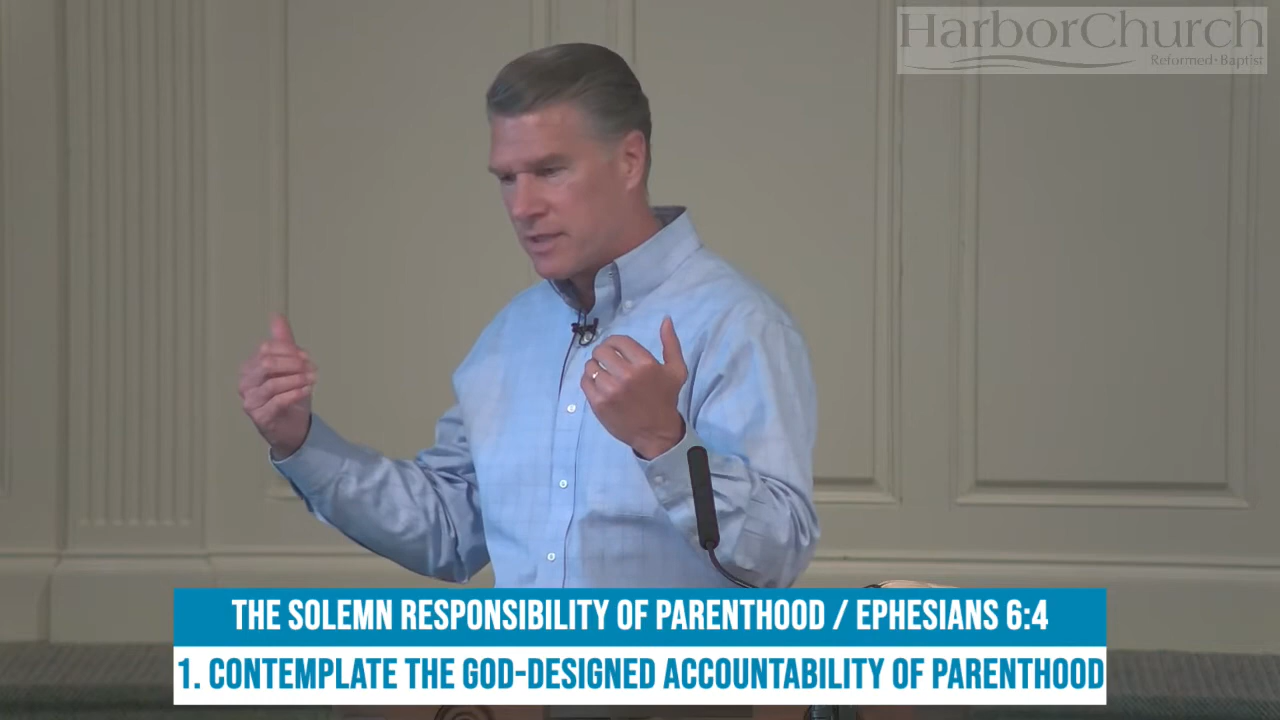 HarborChurch
Reformed·Baptist
THE SOLEMN RESPONSIBILITY OF PARENTHOOD / EPHESIANS 6:4
1. CONTEMPLATE THE GOD-DESIGNED ACCOUNTABILITY OF PARENTHOOD